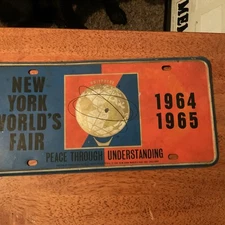 NEW
YORK
WORLD'S
FAIR
1964
1965
PEACE THROUGH UNDERSTANDING